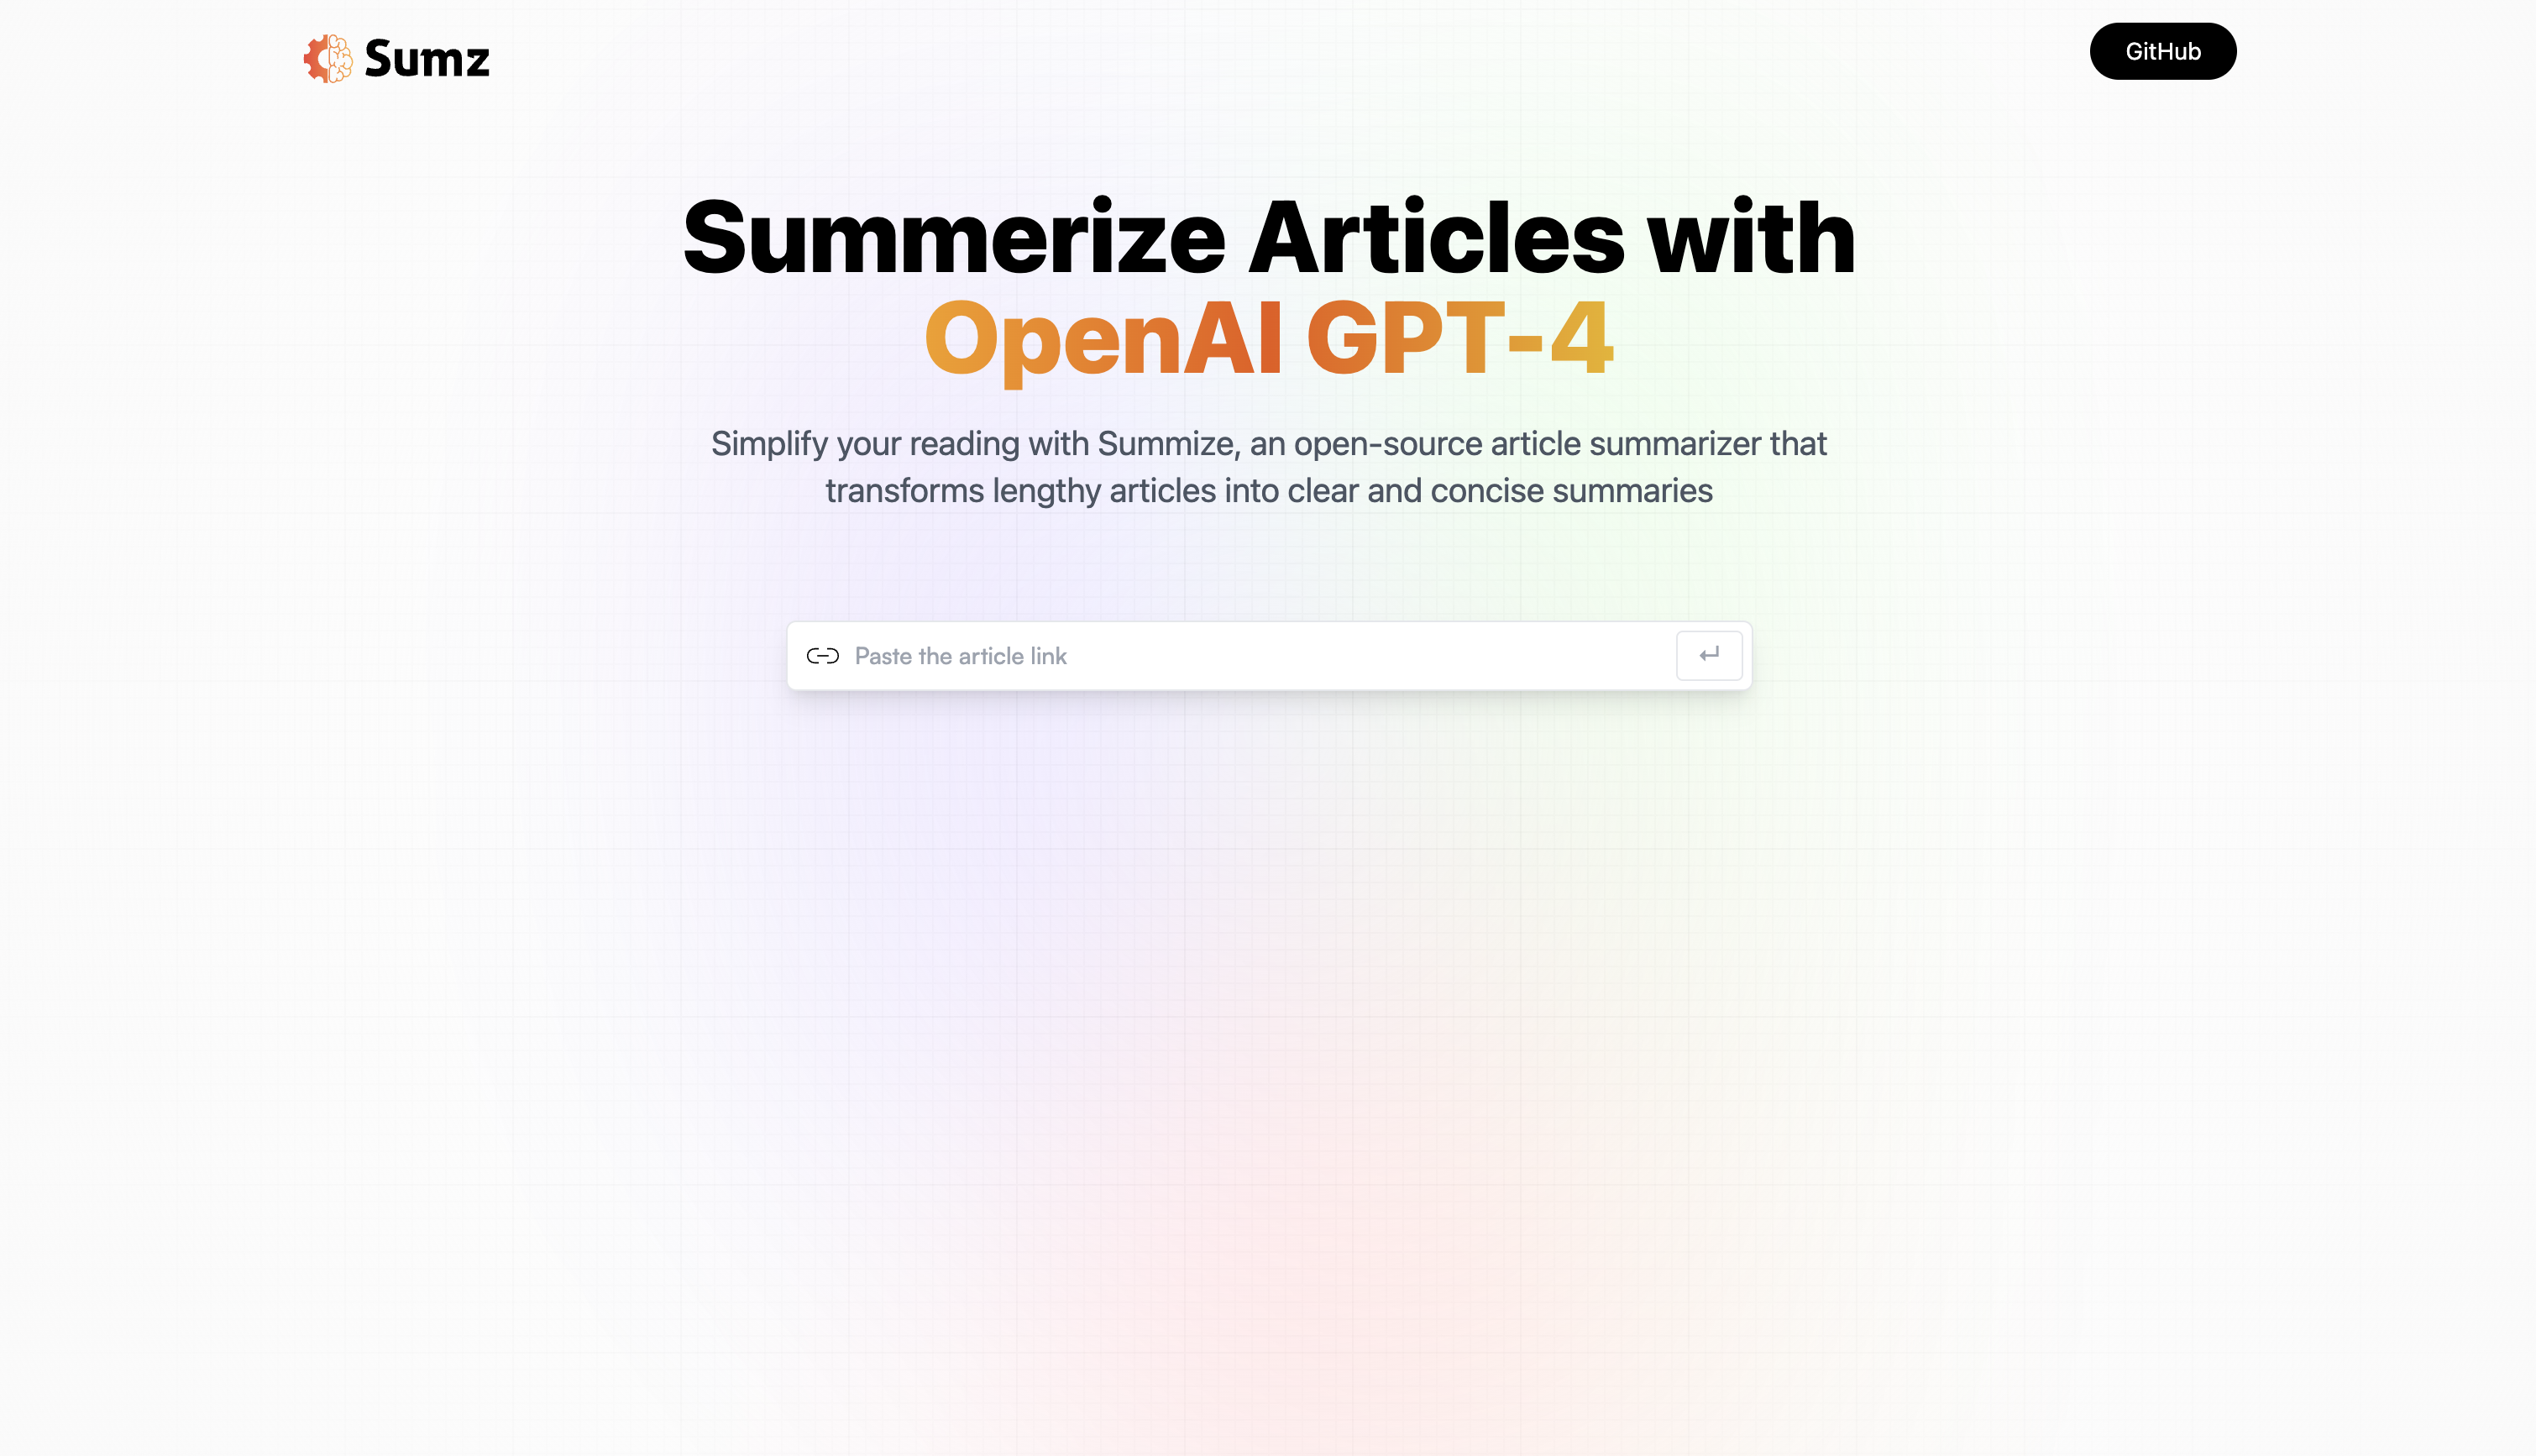 Sumz
GitHub
Summerize Articles with
OpenAI GPT-4
Simplify your reading with Summize, an open-source article summarizer that
transforms lengthy articles into clear and concise summaries
Paste the article link